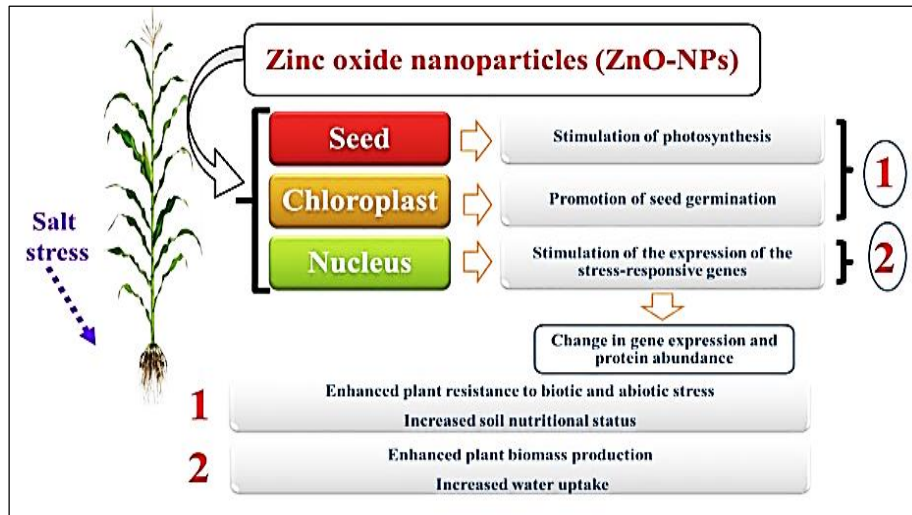 Zinc oxide nanoparticles (ZnO-NPs)
Seed
Stimulation of photosynthesis
1
Chloroplast
Promotion of seed germination
Salt
stress
Nucleus
Stimulation of the expression of the
stress-responsive genes
2
Change in gene expression and
protein abundance
1
Enhanced plant resistance to biotic and abiotic stress
Increased soil nutritional status
2
Enhanced plant biomass production
Increased water uptake